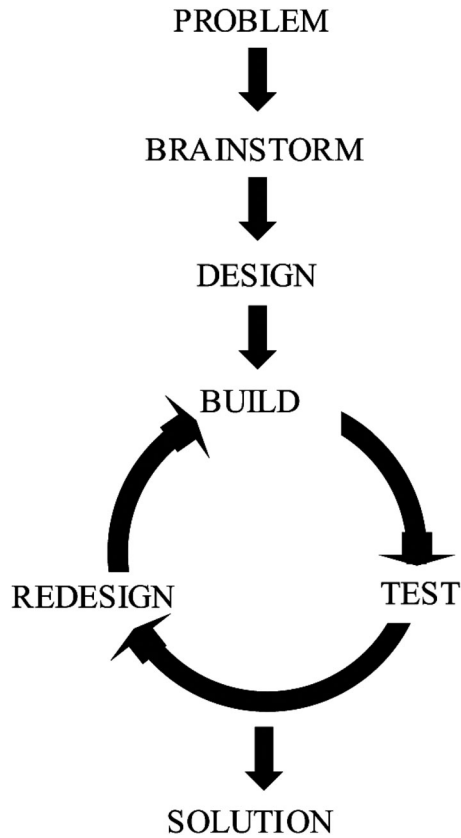 PROBLEM
BRAINSTORM
DESIGN
BUILD
REDESIGN
TEST
SOLUTION